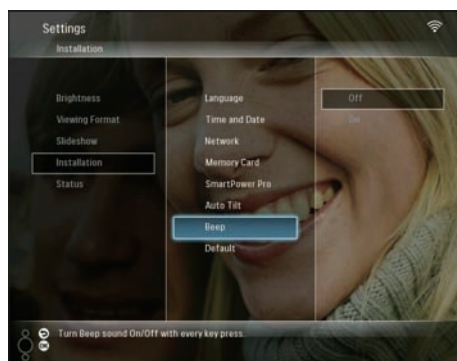 Settings
Installation
Brightness
Viewing Format
Slideshow
Installation
Status
Language
Time and Date
Network
Memory Card
SmartPower Pro
Auto Tilt
Beep
Default
Off
On
Turn Beep sound On/Off with every key press.